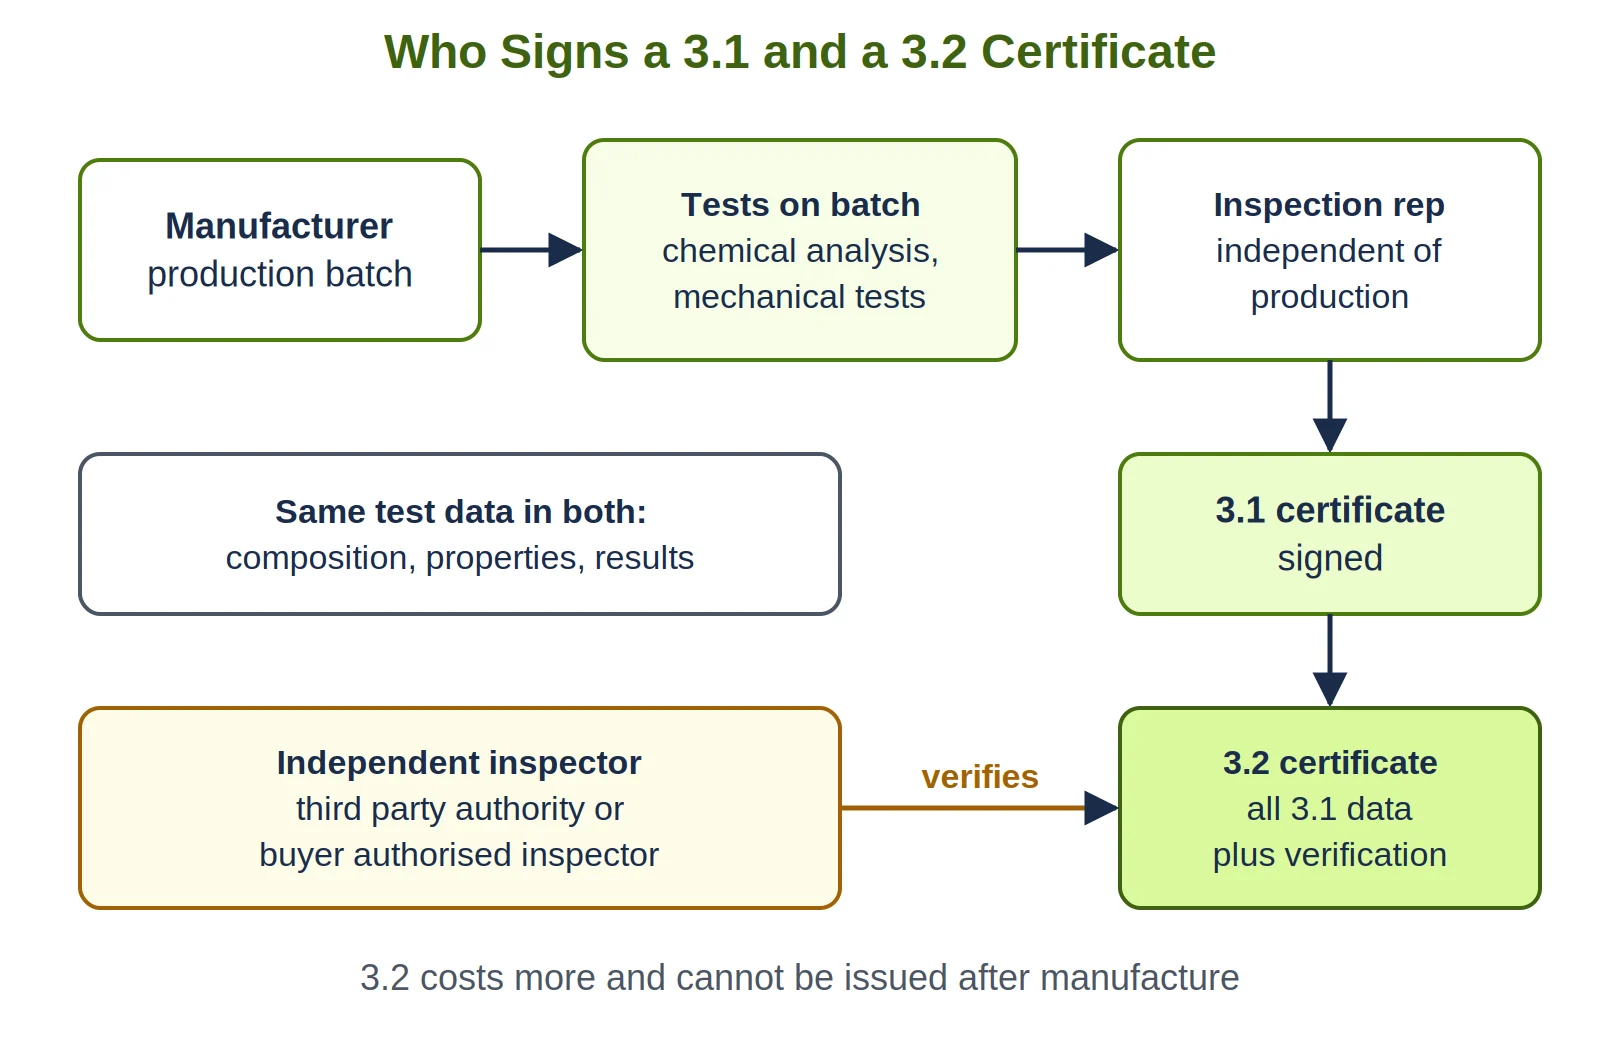 Who Signs a 3.1 and a 3.2 Certificate
Manufacturer
production batch
Tests on batch
chemical analysis,
mechanical tests
Inspection rep
independent of
production
Same test data in both:
composition, properties, results
3.1 certificate
signed
Independent inspector
third party authority or
buyer authorised inspector
verifies
3.2 certificate
all 3.1 data
plus verification
3.2 costs more and cannot be issued after manufacture